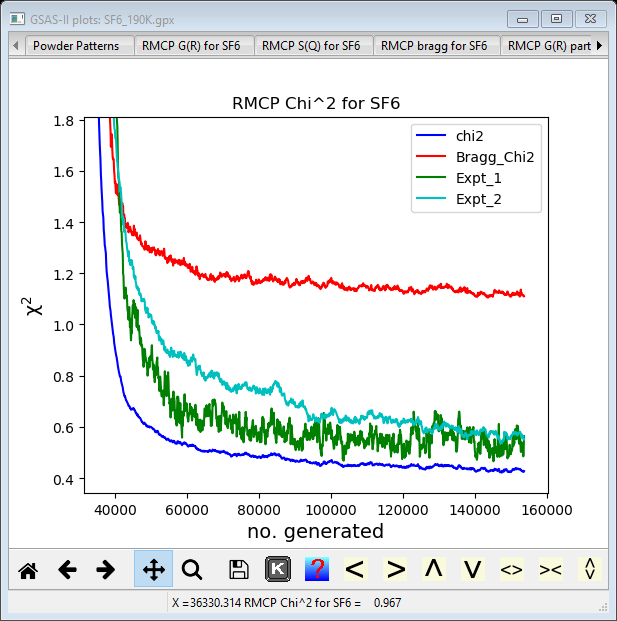 GSAS-II plots: SF6_190K.gpx
Powder Patterns RMCP G(R) for SF6 RMCP S(Q) for SF6 RMCP bragg for SF6 RMCP G(R) part
RMCP Chi^2 for SF6
1.8
1.6
1.4
1.2
1.0
0.8
0.6
0.4
χ²
chi2
Bragg_Chi2
Expt_1
Expt_2
40000 60000 80000 100000 120000 140000 160000
no. generated
K ? < > Λ V <> ><
X =36330.314 RMCP Chi^2 for SF6 = 0.967